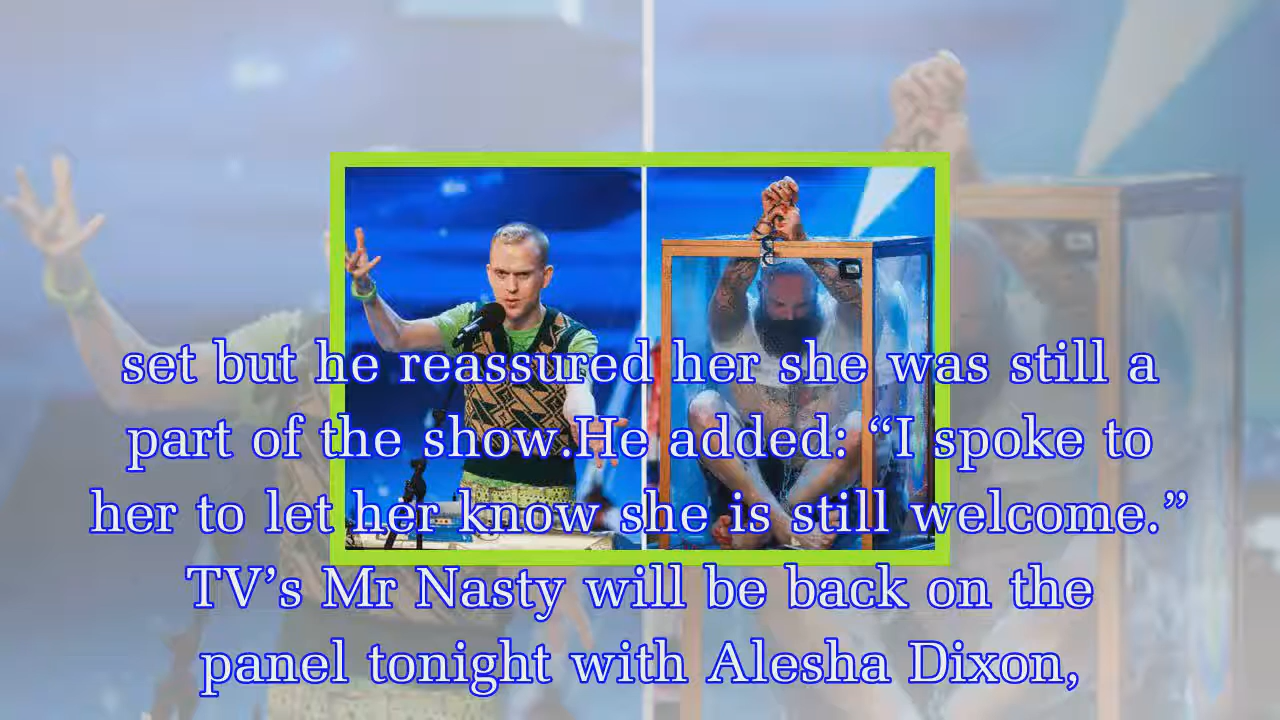 set but he reassured her she was still a
part of the show.He added: “I spoke to
her to let her know she is still welcome.”
TV’s Mr Nasty will be back on the
panel tonight with Alesha Dixon,